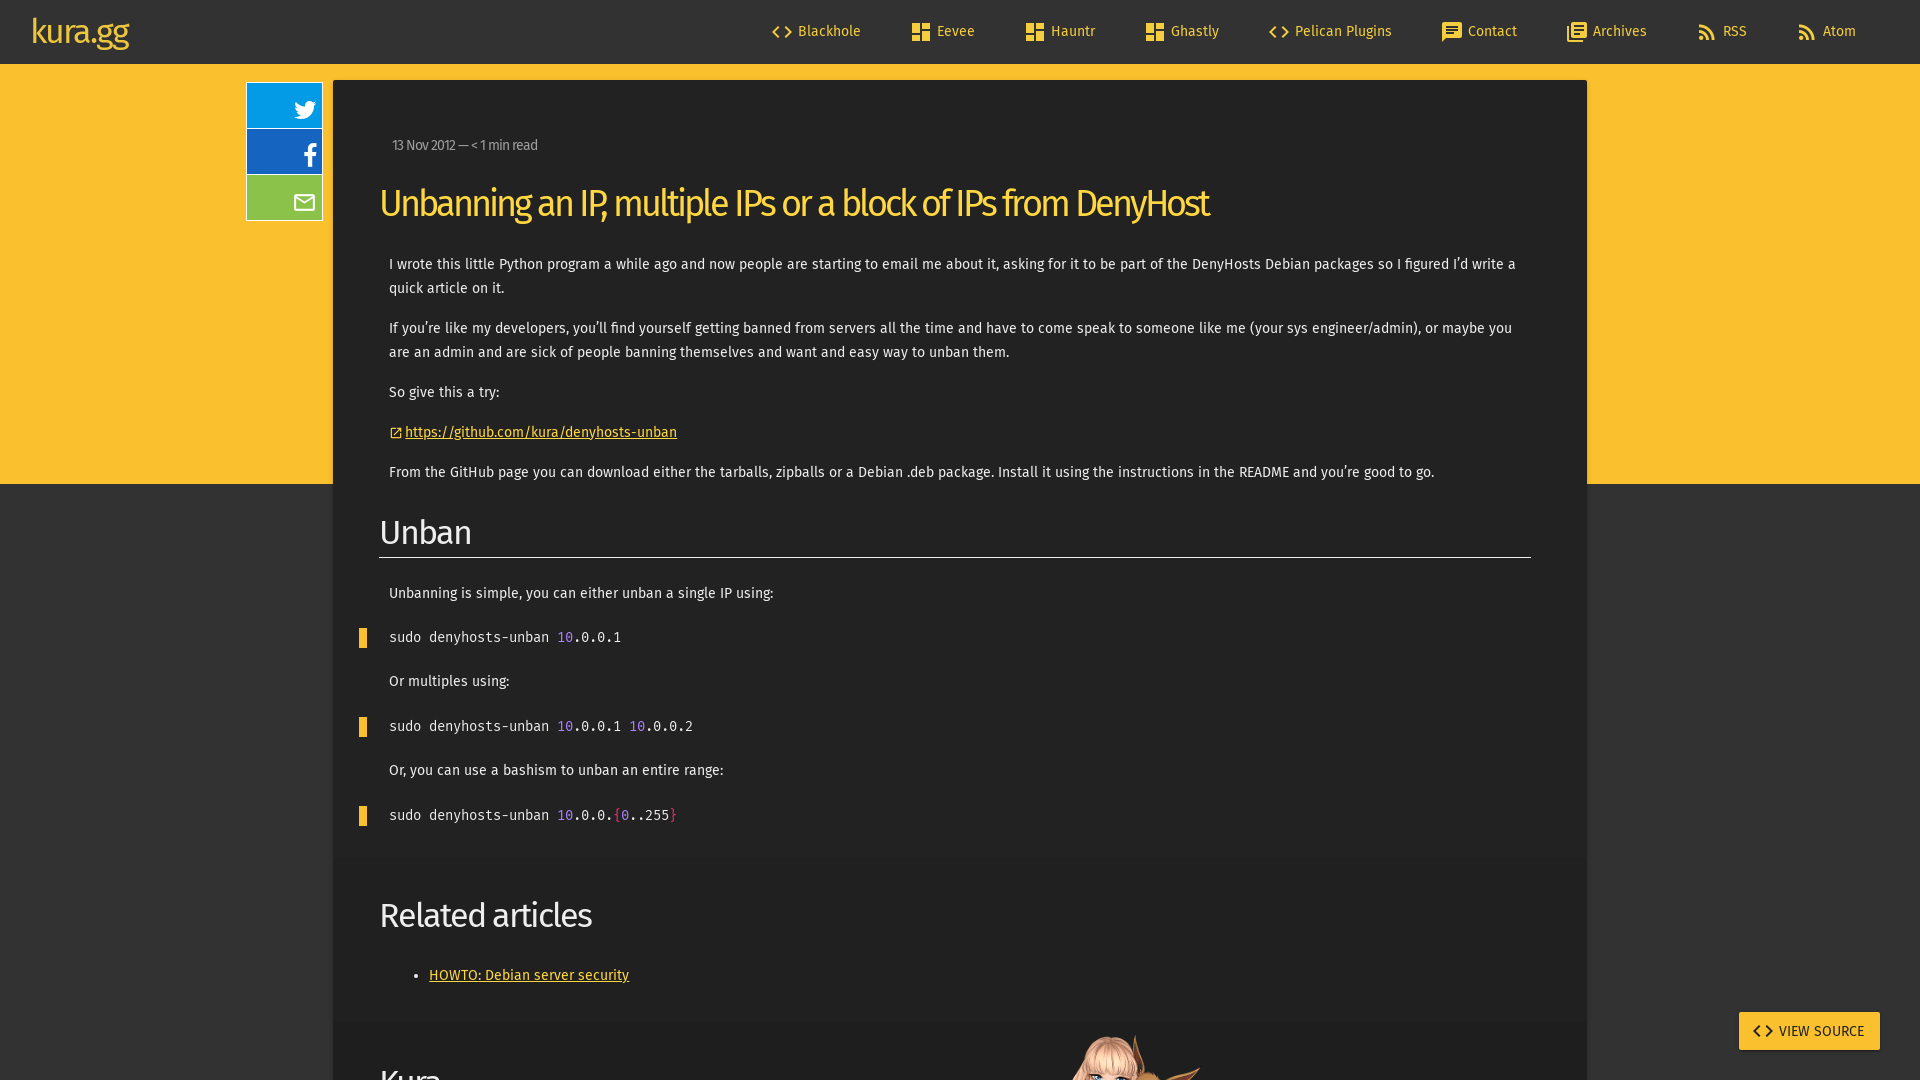 kura.gg
Blackhole
Eevee
Hauntr
Ghastly
Pelican Plugins
Contact
Archives
RSS
Atom
13 Nov 2012 — < 1 min read
Unbanning an IP, multiple IPs or a block of IPs from DenyHost
I wrote this little Python program a while ago and now people are starting to email me about it, asking for it to be part of the DenyHosts Debian packages so I figured I’d write a
quick article on it.
If you’re like my developers, you’ll find yourself getting banned from servers all the time and have to come speak to someone like me (your sys engineer/admin), or maybe you
are an admin and are sick of people banning themselves and want and easy way to unban them.
So give this a try:
https://github.com/kura/denyhosts-unban
From the GitHub page you can download either the tarballs, zipballs or a Debian .deb package. Install it using the instructions in the README and you’re good to go.
Unban
Unbanning is simple, you can either unban a single IP using:
sudo denyhosts-unban 10.0.0.1
Or multiples using:
sudo denyhosts-unban 10.0.0.1 10.0.0.2
Or, you can use a bashism to unban an entire range:
sudo denyhosts-unban 10.0.0.{0..255}
Related articles
HOWTO: Debian server security
VIEW SOURCE
Kura